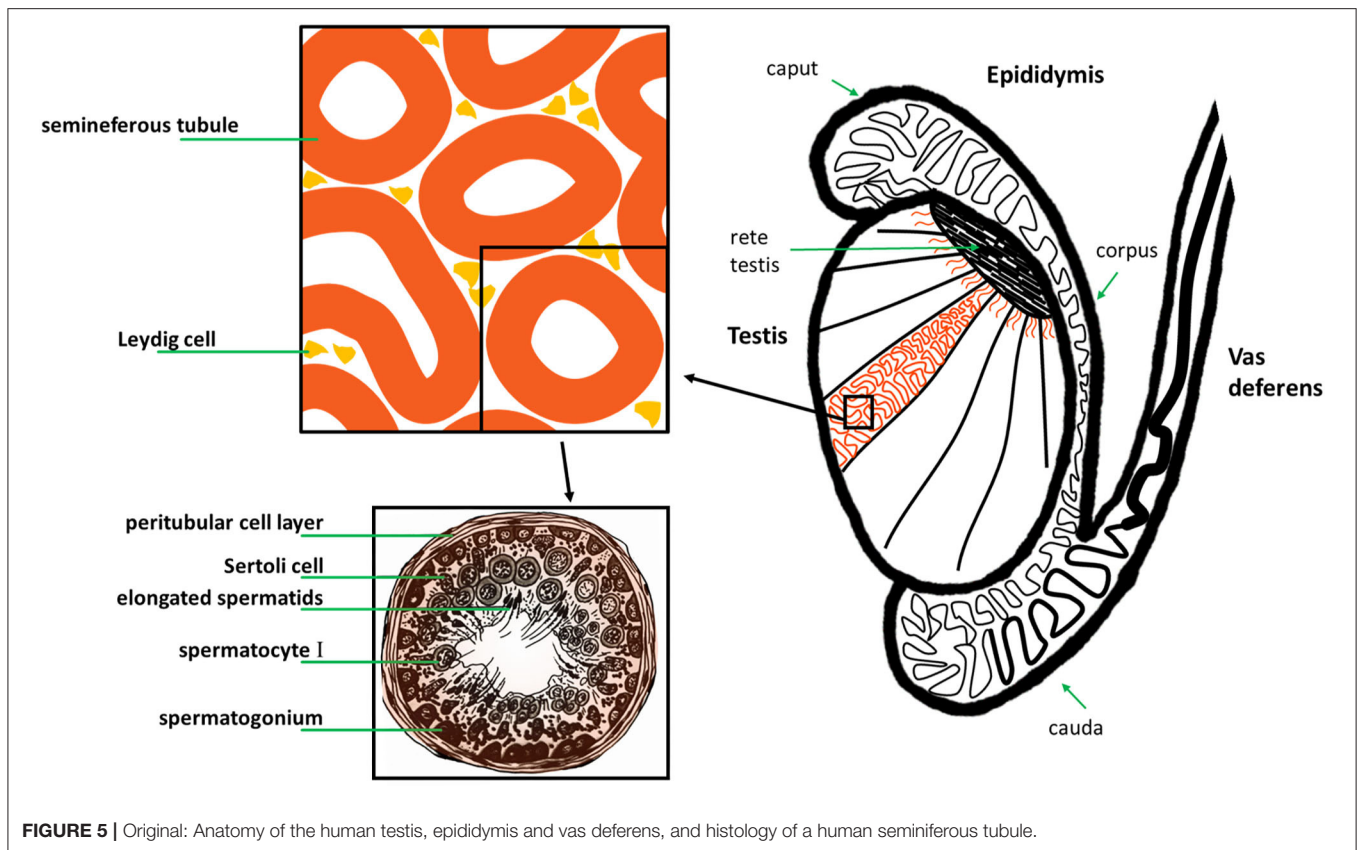 semineferous tubule
Leydig cell
peritubular cell layer
Sertoli cell
elongated spermatids
spermatocyte I
spermatogonium
caput
Epididymis
rete
testis
corpus
Testis
Vas
deferens
cauda
FIGURE 5 | Original: Anatomy of the human testis, epididymis and vas deferens, and histology of a human seminiferous tubule.